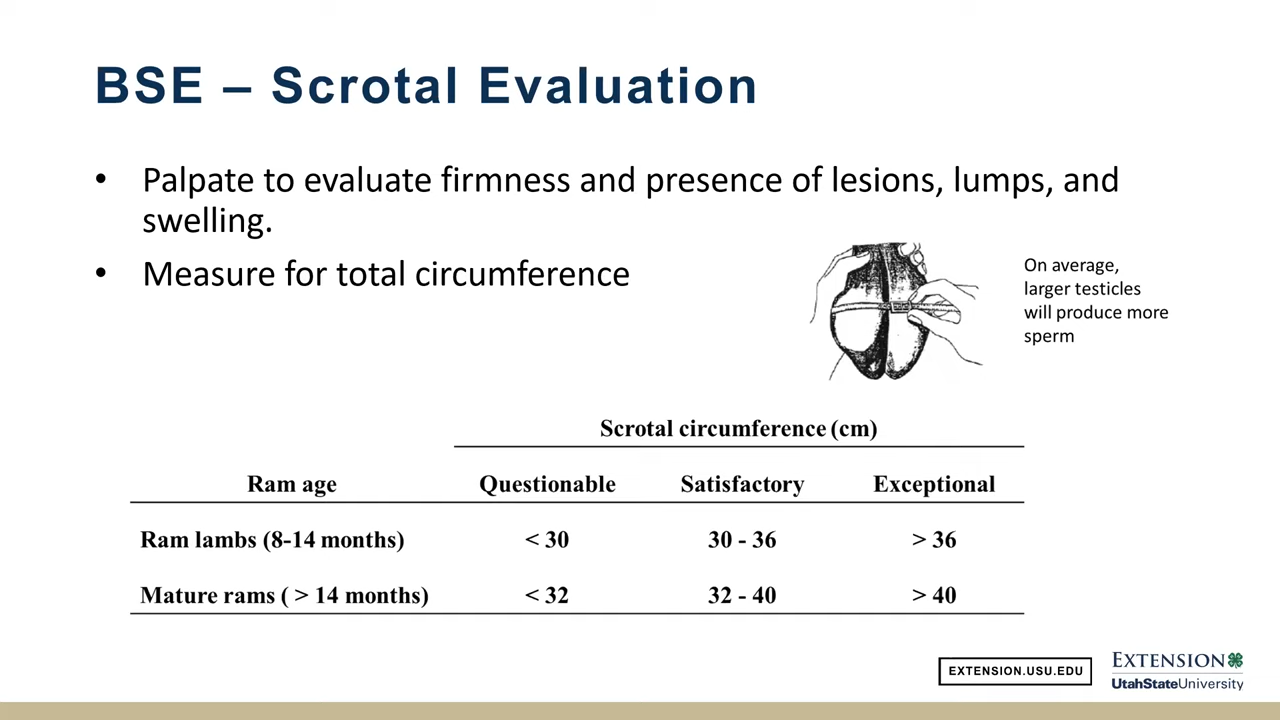 BSE – Scrotal Evaluation
• Palpate to evaluate firmness and presence of lesions, lumps, and
swelling.
• Measure for total circumference
On average,
larger testicles
will produce more
sperm
Scrotal circumference (cm)
Ram age Questionable Satisfactory Exceptional
Ram lambs (8-14 months) < 30 30 - 36 > 36
Mature rams ( > 14 months) < 32 32 - 40 > 40
EXTENSION.USU.EDU
EXTENSION
UtahStateUniversity